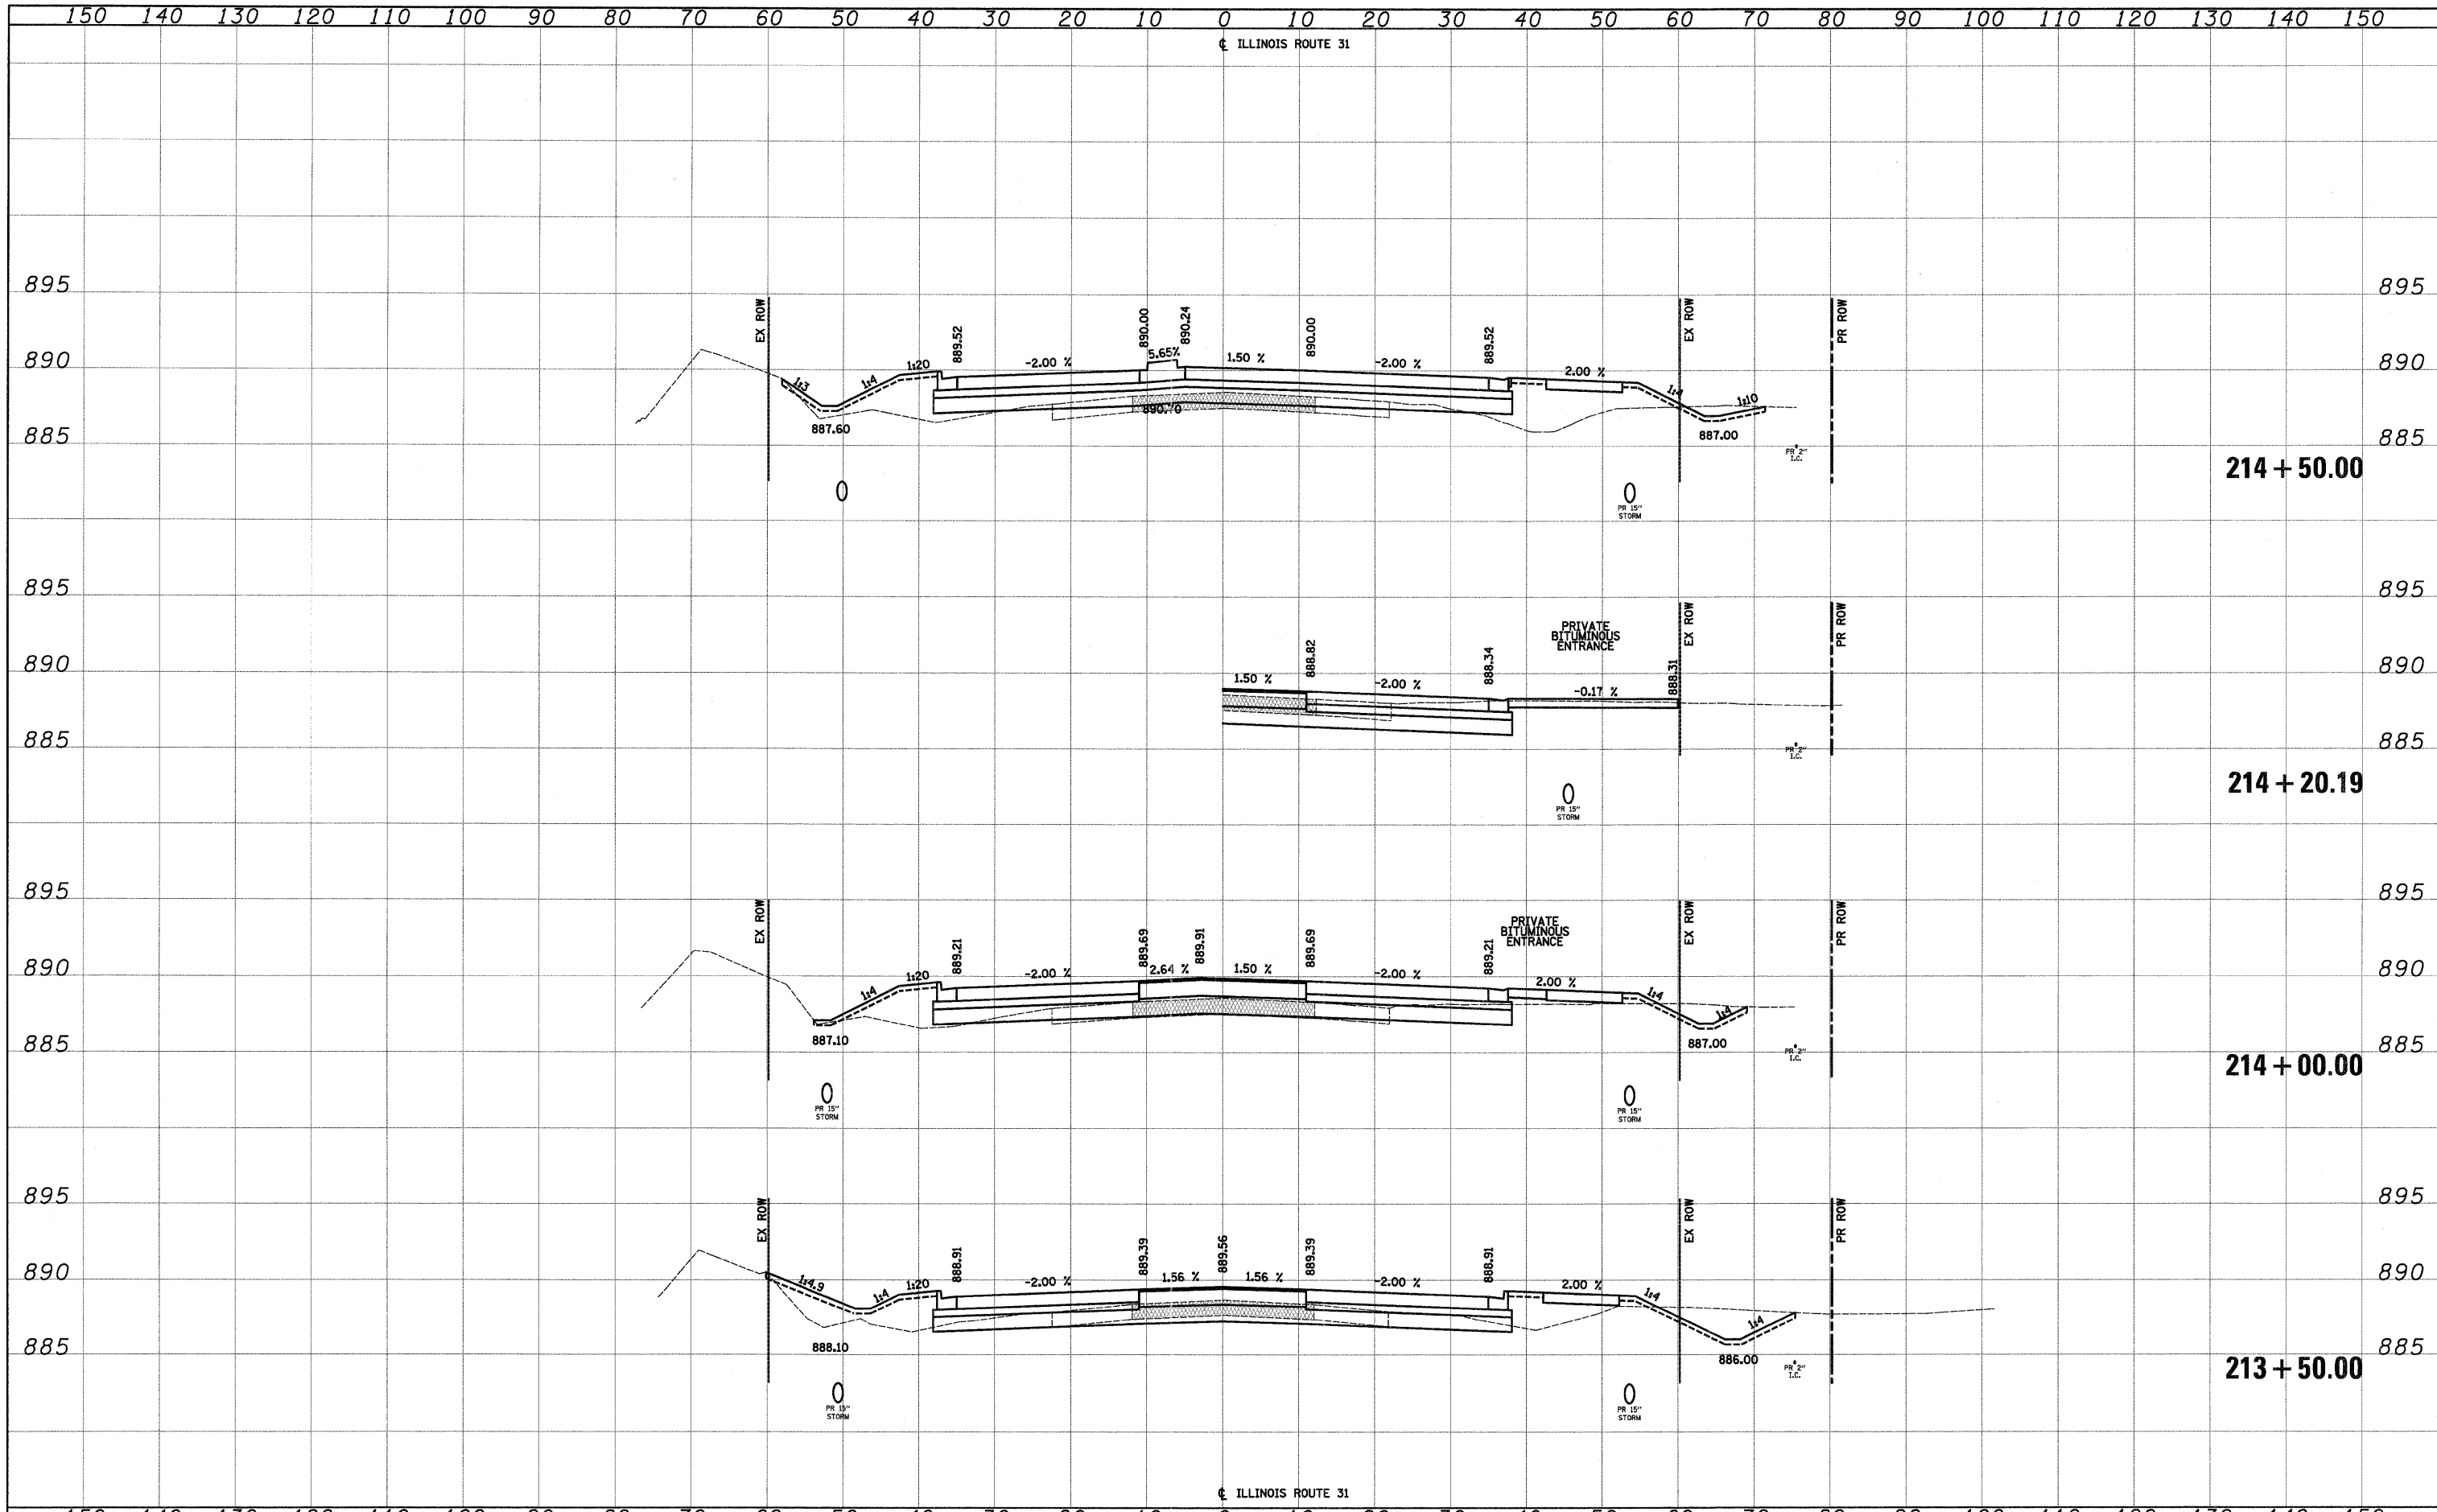 150 140 130 120 110 100 90 80 70 60 50 40 30 20 10 0 10 20 30 40 50 60 70 80 90 100 110 120 130 140 150
℄ ILLINOIS ROUTE 31
895 895
EX ROW 889.52 890.00 890.24 890.00 889.52 EX ROW PR ROW
890 1:3 1:4 1:20 -2.00 % 5.65% 1.50 % -2.00 % 2.00 % 1:4 1:10 890
890.70
887.60 887.00
885 885
PR 2"
I.C.
214 + 50.00
PR 15"
STORM
895 895
PRIVATE
BITUMINOUS
ENTRANCE
888.82 888.34 888.31 EX ROW PR ROW
890 890
1.50 % -2.00 % -0.17 %
885 885
PR 2"
I.C.
214 + 20.19
PR 15"
STORM
895 895
PRIVATE
BITUMINOUS
ENTRANCE
EX ROW 889.21 889.69 889.91 889.69 889.21 EX ROW PR ROW
890 1:4 1:20 -2.00 % 2.64 % 1.50 % -2.00 % 2.00 % 1:4 1:4 890
887.10 887.00
885 885
PR 2"
I.C.
214 + 00.00
PR 15"
STORM
PR 15"
STORM
895 895
EX ROW 888.91 889.39 889.56 889.39 888.91 EX ROW PR ROW
890 1:4.9 1:4 1:20 -2.00 % 1.56 % 1.56 % -2.00 % 2.00 % 1:4 890
888.10 886.00
885 885
PR 2"
I.C.
213 + 50.00
PR 15"
STORM
PR 15"
STORM
℄ ILLINOIS ROUTE 31